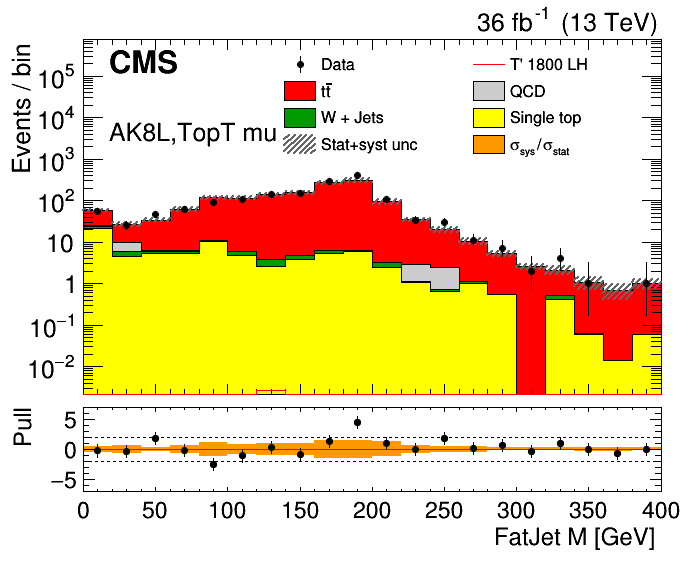 36 fb⁻¹ (13 TeV)
CMS
AK8L,TopT mu
Data
T' 1800 LH
tt̄
QCD
W + Jets
Single top
Stat+syst unc
σsys/σstat
Events / bin
10⁵
10⁴
10³
10²
10
1
10⁻¹
10⁻²
Pull
5
0
−5
0 50 100 150 200 250 300 350 400
FatJet M [GeV]